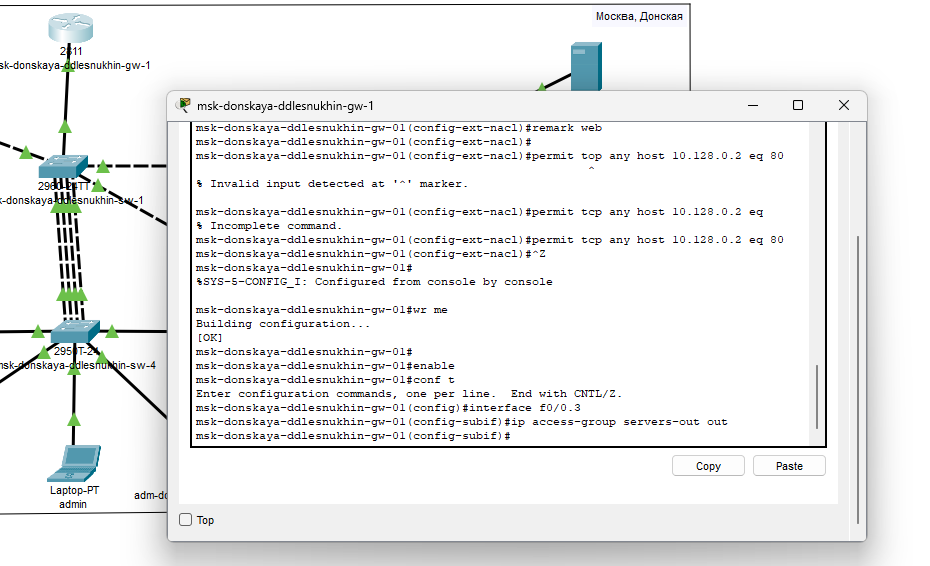 Москва, Донская
2811
sk-donskaya-ddlesnukhin-gw-1
msk-donskaya-ddlesnukhin-gw-1
msk-donskaya-ddlesnukhin-gw-01(config-ext-nacl)#remark web
msk-donskaya-ddlesnukhin-gw-01(config-ext-nacl)#
msk-donskaya-ddlesnukhin-gw-01(config-ext-nacl)#permit top any host 10.128.0.2 eq 80
^
% Invalid input detected at '^' marker.
msk-donskaya-ddlesnukhin-gw-01(config-ext-nacl)#permit tcp any host 10.128.0.2 eq
% Incomplete command.
msk-donskaya-ddlesnukhin-gw-01(config-ext-nacl)#permit tcp any host 10.128.0.2 eq 80
msk-donskaya-ddlesnukhin-gw-01(config-ext-nacl)#^Z
msk-donskaya-ddlesnukhin-gw-01#
%SYS-5-CONFIG_I: Configured from console by console
msk-donskaya-ddlesnukhin-gw-01#wr me
Building configuration...
[OK]
msk-donskaya-ddlesnukhin-gw-01#
msk-donskaya-ddlesnukhin-gw-01#enable
msk-donskaya-ddlesnukhin-gw-01#conf t
Enter configuration commands, one per line. End with CNTL/Z.
msk-donskaya-ddlesnukhin-gw-01(config)#interface f0/0.3
msk-donskaya-ddlesnukhin-gw-01(config-subif)#ip access-group servers-out out
msk-donskaya-ddlesnukhin-gw-01(config-subif)#
Copy
Paste
Top
2960-24TT
k-donskaya-ddlesnukhin-sw-1
2950T-24
nsk-donskaya-ddlesnukhin-sw-4
Laptop-PT
admin
adm-do